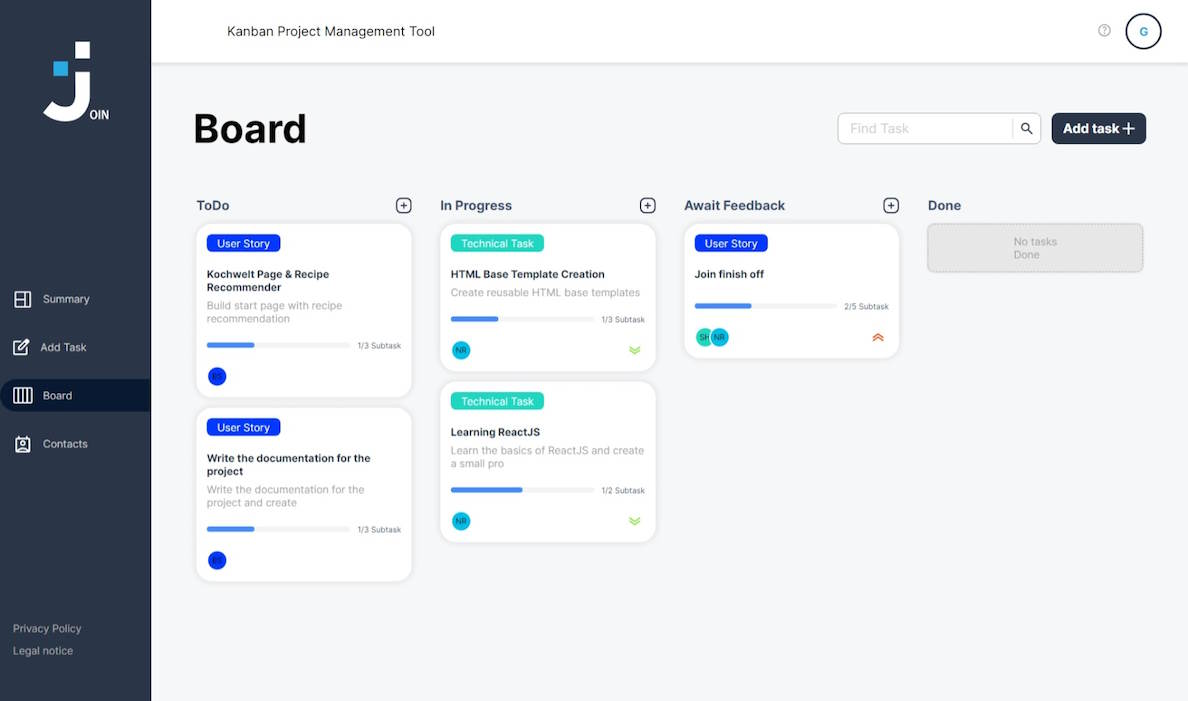 OIN
Kanban Project Management Tool
G
Board
Find Task
Add task
Summary
Add Task
Board
Contacts
Privacy Policy
Legal notice
ToDo
User Story
Kochwelt Page & Recipe
Recommender
Build start page with recipe
recommendation
1/3 Subtask
User Story
Write the documentation for the
project
Write the documentation for the
project and create
1/3 Subtask
In Progress
Technical Task
HTML Base Template Creation
Create reusable HTML base templates
1/3 Subtask
NR
Technical Task
Learning ReactJS
Learn the basics of ReactJS and create
a small pro
1/2 Subtask
NR
Await Feedback
User Story
Join finish off
2/5 Subtask
NR
Done
No tasks
Done